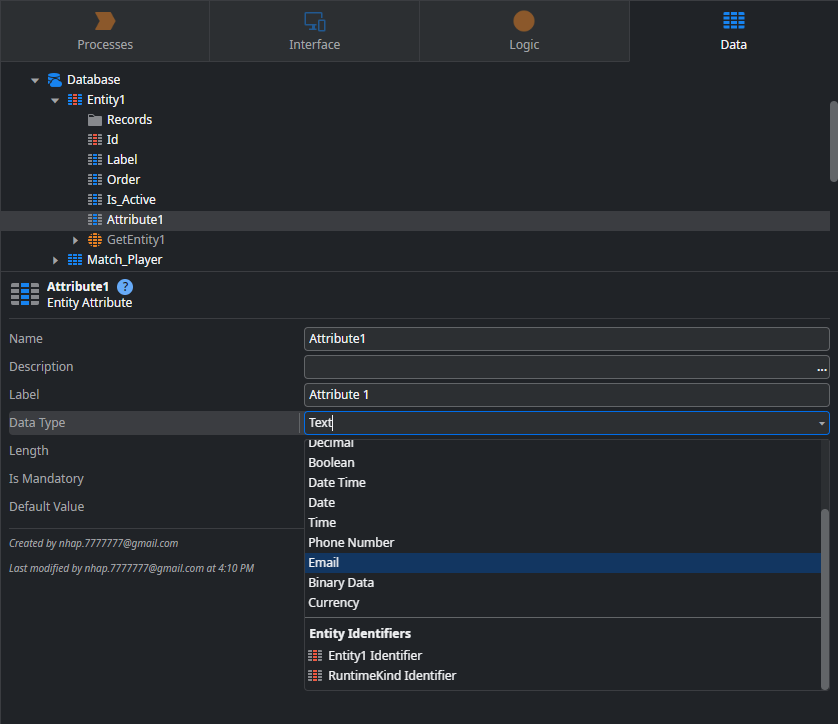 Processes
Interface
Logic
Data
Database
Entity1
Records
Id
Label
Order
Is_Active
Attribute1
GetEntity1
Match_Player
Attribute1 ?
Entity Attribute
Name Attribute1
Description ...
Label Attribute 1
Data Type Text
Decimal
Length
Boolean
Is Mandatory
Date Time
Default Value
Date
Time
Phone Number
Created by nhap.7777777@gmail.com
Email
Last modified by nhap.7777777@gmail.com at 4:10 PM
Binary Data
Currency
Entity Identifiers
Entity1 Identifier
RuntimeKind Identifier